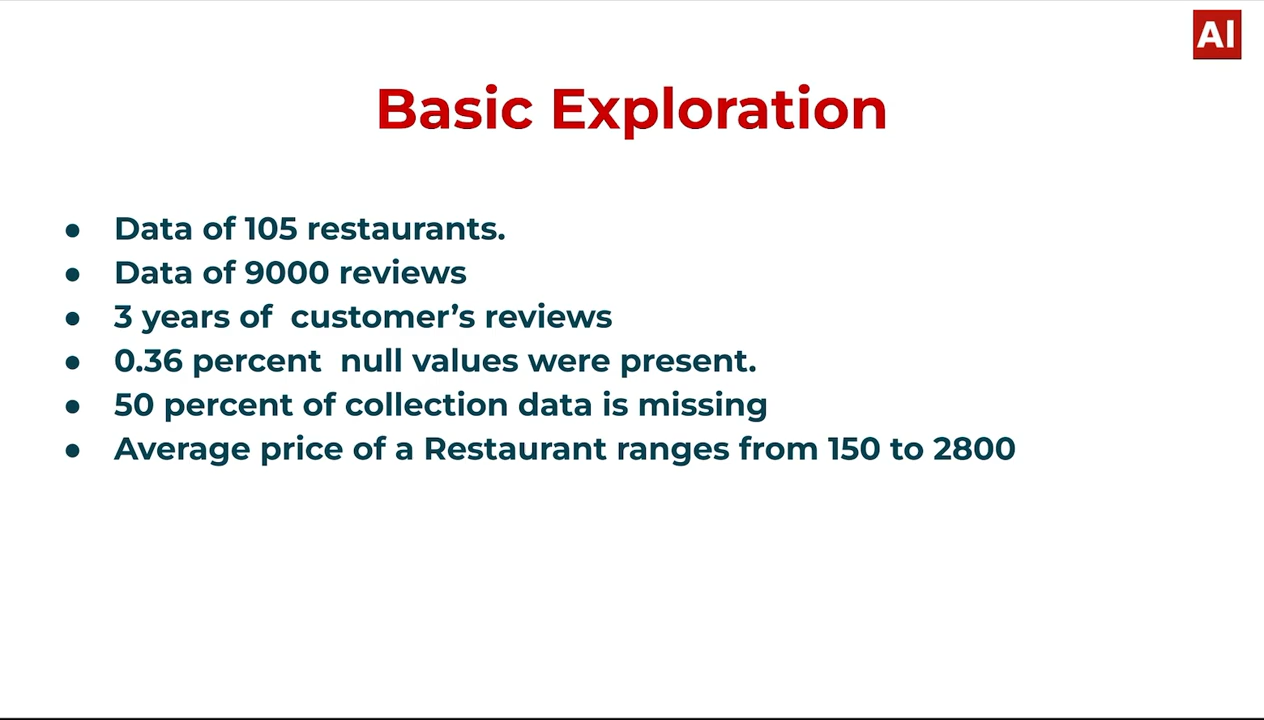 AI
Basic Exploration
● Data of 105 restaurants.
● Data of 9000 reviews
● 3 years of  customer’s reviews
● 0.36 percent  null values were present.
● 50 percent of collection data is missing
● Average price of a Restaurant ranges from 150 to 2800